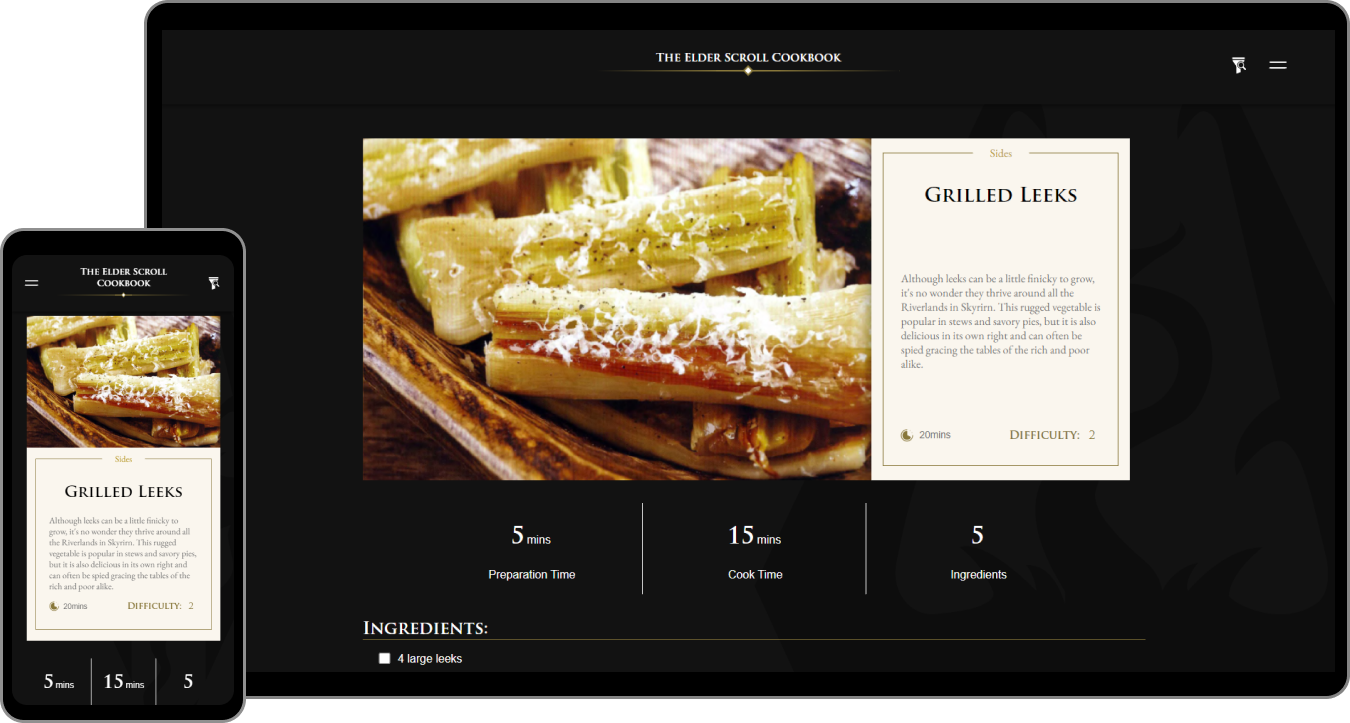 THE ELDER SCROLL COOKBOOK
Sides
GRILLED LEEKS
Although leeks can be a little finicky to grow,
it's no wonder they thrive around all the
Riverlands in Skyrirn. This rugged vegetable is
popular in stews and savory pies, but it is also
delicious in its own right and can often be
spied gracing the tables of the rich and poor
alike.
20mins
DIFFICULTY: 2
5 mins
Preparation Time
15 mins
Cook Time
5
Ingredients
INGREDIENTS:
4 large leeks
THE ELDER SCROLL
COOKBOOK
Sides
GRILLED LEEKS
Although leeks can be a little finicky to
grow, it's no wonder they thrive around all
the Riverlands in Skyrirn. This rugged
vegetable is popular in stews and savory pies,
but it is also delicious in its own right and
can often be spied gracing the tables of the
rich and poor alike.
20mins
DIFFICULTY: 2
5 mins
15 mins
5